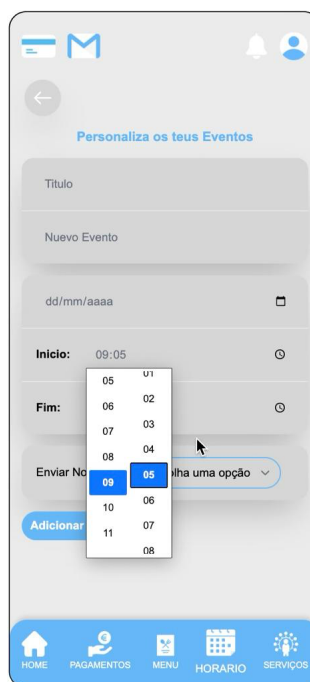 Personaliza os teus Eventos
Titulo
Nuevo Evento
dd/mm/aaaa
Inicio: 09:05
05 01
06 02
07 03
08 04
09 05
10 06
11 07
08
Fim:
Enviar No
lha uma opção
Adicionar
HOME PAGAMENTOS MENU HORARIO SERVIÇOS